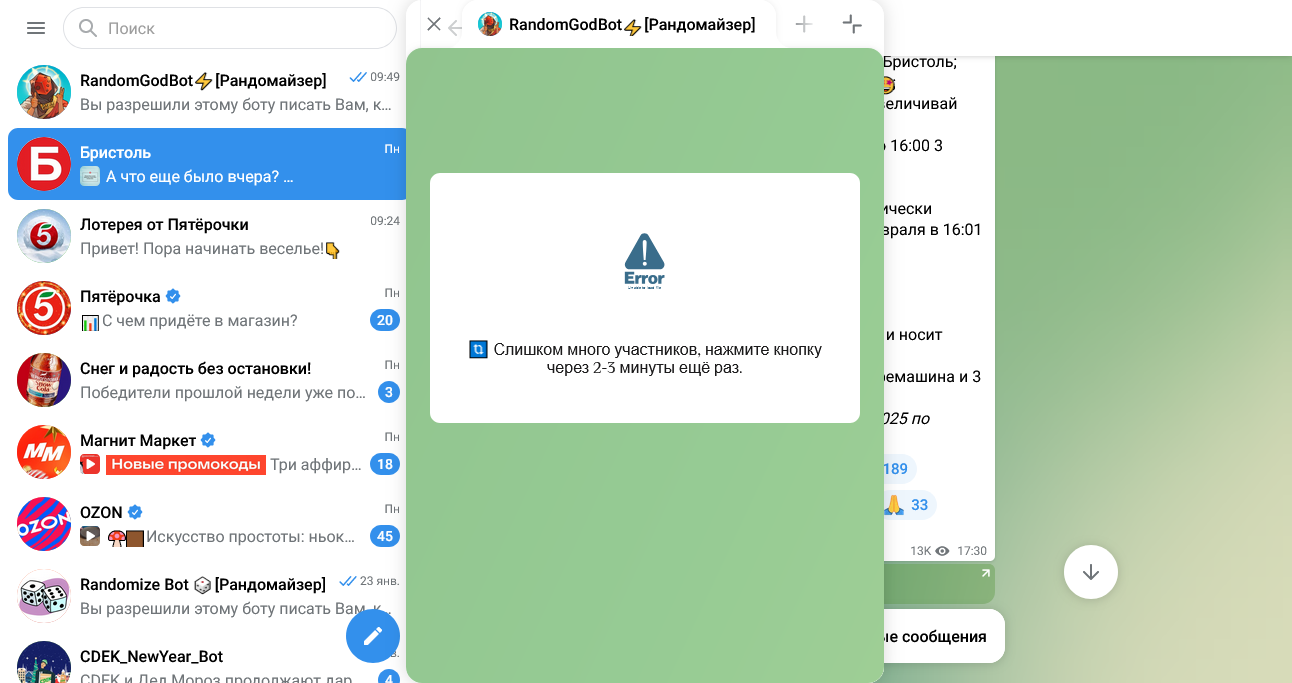 Поиск
RandomGodBot⚡[Рандомайзер]
09:49
Вы разрешили этому боту писать Вам, к...
Б
Бристоль
Пн
А что еще было вчера? ...
5
Лотерея от Пятёрочки
09:24
Привет! Пора начинать веселье!👇
5
Пятёрочка
Пн
📊С чем придёте в магазин?
20
Снег и радость без остановки!
Пн
Победители прошлой недели уже по...
3
ММ
Магнит Маркет
Пн
Новые промокоды Три аффир...
18
OZON
OZON
Пн
🍄🟫Искусство простоты: ньок...
45
Randomize Bot 🎲[Рандомайзер]
23 янв.
Вы разрешили этому боту писать Вам, к...
CDEK_NewYear_Bot
в.
CDEK и Дед Мороз продолжают дар...
4
RandomGodBot⚡[Рандомайзер]
Error
🔃 Слишком много участников, нажмите кнопку
через 2-3 минуты ещё раз.
Бристоль;
еличивай
о 16:00 3
ически
враля в 16:01
и носит
ремашина и 3
025 по
189
🙏 33
13K 17:30
ые сообщения